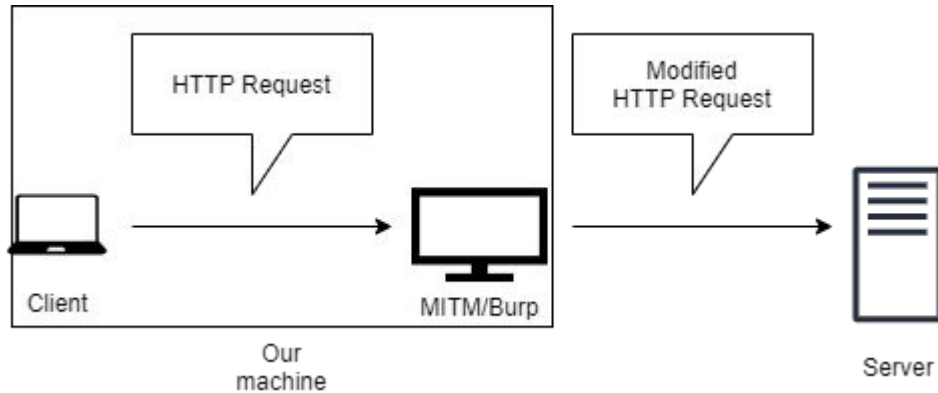 HTTP Request
Modified
HTTP Request
Client
MITM/Burp
Our
machine
Server